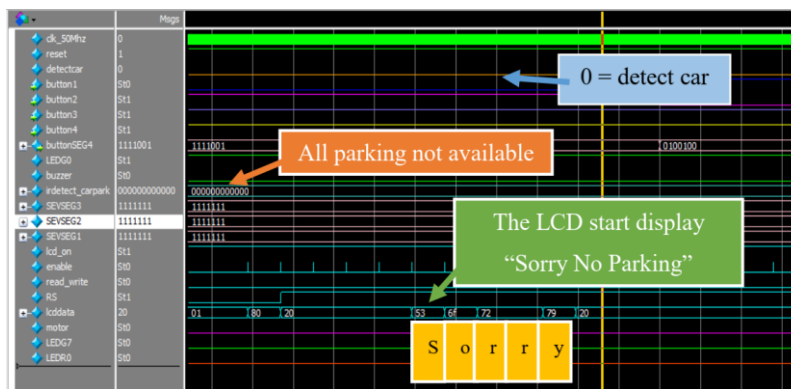 Msgs
clk_50Mhz 0
reset 1
detectcar 0
0 = detect car
button1 St0
button2 St1
button3 St1
button4 St1
buttonSEG4 1111001 1111001 0100100
LEDG0 St1
All parking not available
buzzer St0
irdetect_carpark 000000000000 000000000000
SEVSEG3 1111111 1111111
SEVSEG2 1111111 1111111
SEVSEG1 1111111 1111111
The LCD start display
“Sorry No Parking”
lcd_on St1
enable St0
read_write St0
RS St1
lcddata 20 01 80 20 53 6f 72 79 20
motor St0
S o r r y
LEDG7 St0
LEDR0 St0